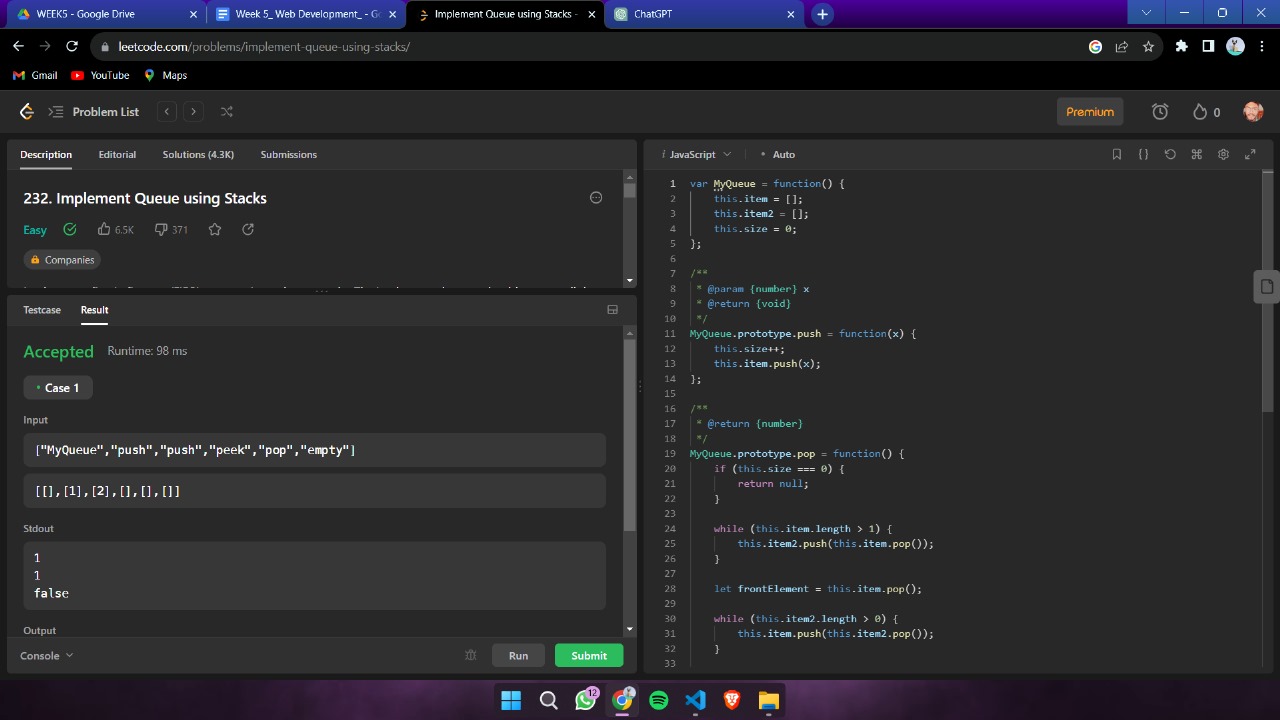 WEEK5 - Google Drive
Week 5_ Web Development_ - Go
Implement Queue using Stacks -
ChatGPT
leetcode.com/problems/implement-queue-using-stacks/
Gmail
YouTube
Maps
Problem List
Premium
0
Description
Editorial
Solutions (4.3K)
Submissions
232. Implement Queue using Stacks
Easy
6.5K
371
Companies
Testcase
Result
Accepted
Runtime: 98 ms
• Case 1
Input
["MyQueue","push","push","peek","pop","empty"]
[[],[1],[2],[],[],[]]
Stdout
1
1
false
Output
Console
Run
Submit
i JavaScript
• Auto
1 var MyQueue = function() {
2 this.item = [];
3 this.item2 = [];
4 this.size = 0;
5 };
6
7 /**
8 * @param {number} x
9 * @return {void}
10 */
11 MyQueue.prototype.push = function(x) {
12 this.size++;
13 this.item.push(x);
14 };
15
16 /**
17 * @return {number}
18 */
19 MyQueue.prototype.pop = function() {
20 if (this.size === 0) {
21 return null;
22 }
23
24 while (this.item.length > 1) {
25 this.item2.push(this.item.pop());
26 }
27
28 let frontElement = this.item.pop();
29
30 while (this.item2.length > 0) {
31 this.item.push(this.item2.pop());
32 }
33
12